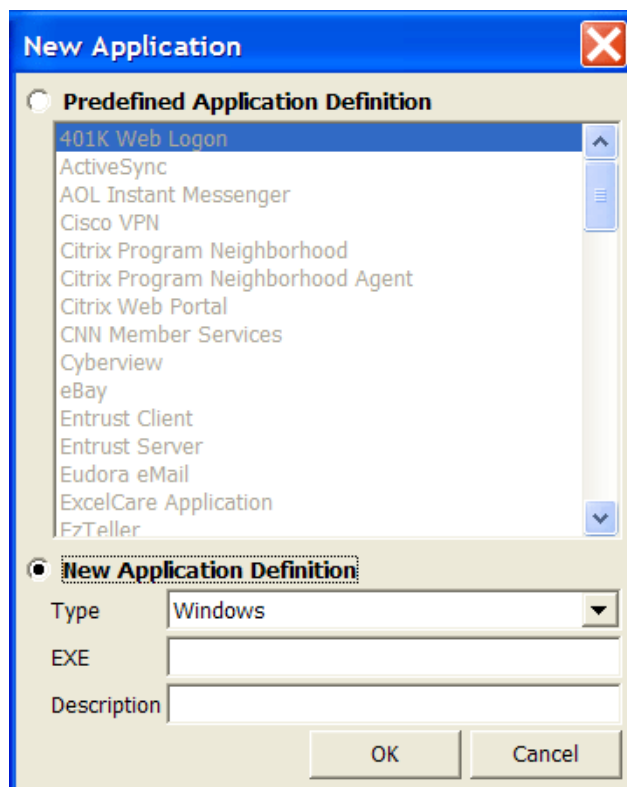 New Application
Predefined Application Definition
401K Web Logon
ActiveSync
AOL Instant Messenger
Cisco VPN
Citrix Program Neighborhood
Citrix Program Neighborhood Agent
Citrix Web Portal
CNN Member Services
Cyberview
eBay
Entrust Client
Entrust Server
Eudora eMail
ExcelCare Application
EzTeller
New Application Definition
Type Windows
EXE
Description
OK Cancel